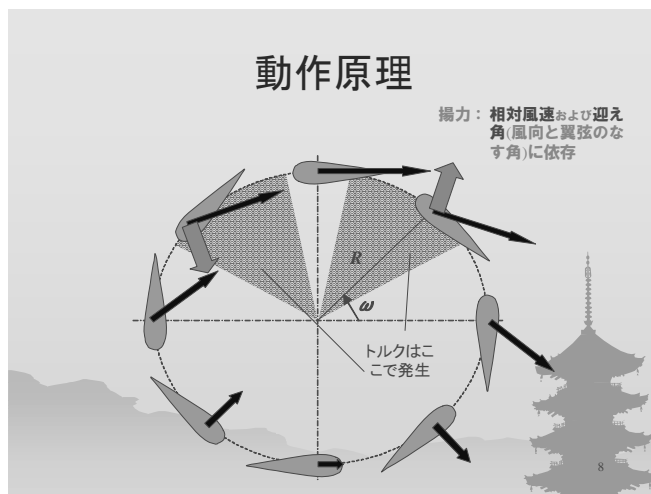 動作原理
揚力： 相対風速および迎え
角(風向と翼弦のな
す角)に依存
R
ω
トルクはこ
こで発生
8